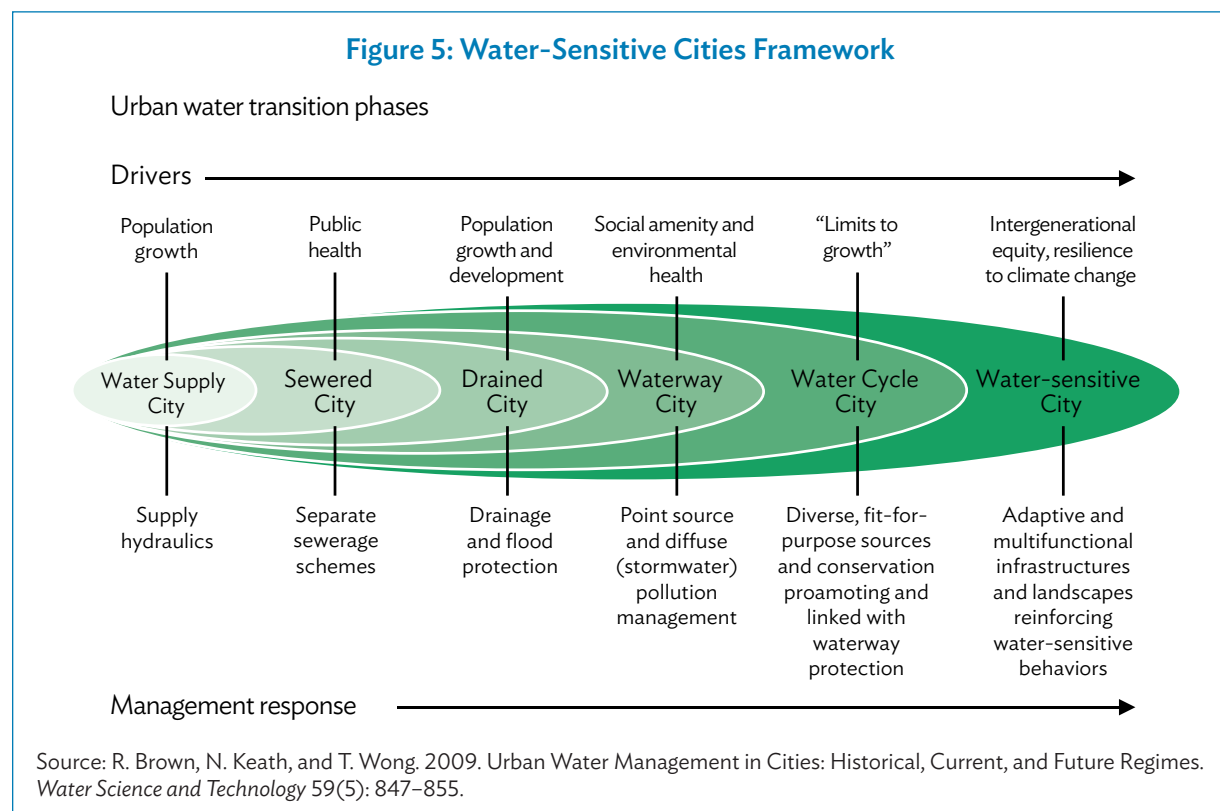 Figure 5: Water-Sensitive Cities Framework
Urban water transition phases
Drivers
Population
growth
Public
health
Population
growth and
development
Social amenity and
environmental
health
“Limits to
growth”
Intergenerational
equity, resilience
to climate change
Water Supply
City
Sewered
City
Drained
City
Waterway
City
Water Cycle
City
Water-sensitive
City
Supply
hydraulics
Separate
sewerage
schemes
Drainage
and flood
protection
Point source
and diffuse
(stormwater)
pollution
management
Diverse, fit-for-
purpose sources
and conservation
proamoting and
linked with
waterway
protection
Adaptive and
multifunctional
infrastructures
and landscapes
reinforcing
water-sensitive
behaviors
Management response
Source: R. Brown, N. Keath, and T. Wong. 2009. Urban Water Management in Cities: Historical, Current, and Future Regimes.
Water Science and Technology 59(5): 847–855.